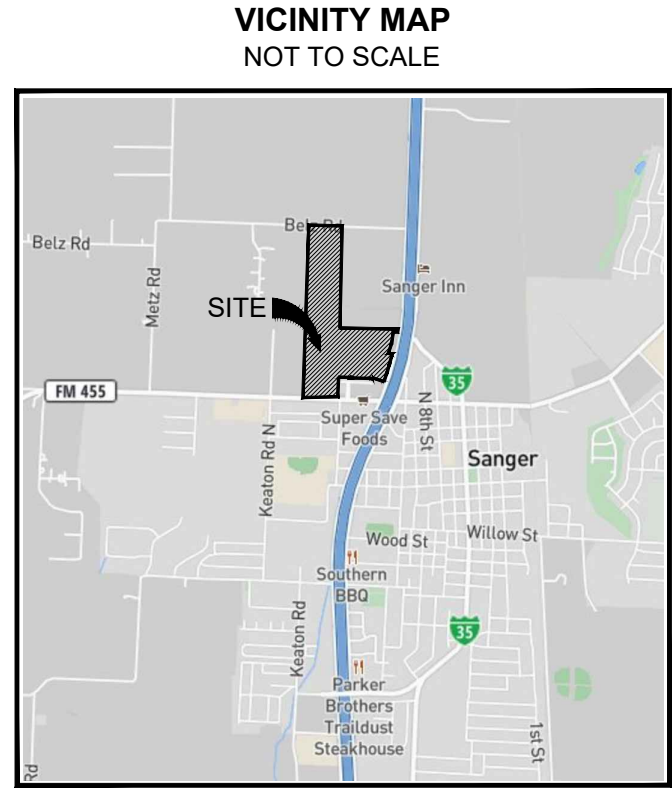 VICINITY MAP
NOT TO SCALE
Belz Rd
Belz Rd
Metz Rd
Sanger Inn
SITE
FM 455
35
N 8th St
Super Save
Foods
Keaton Rd N
Sanger
Wood St
Willow St
Southern
BBQ
Keaton Rd
35
Parker
Brothers
Traildust
Steakhouse
1st St
Rd